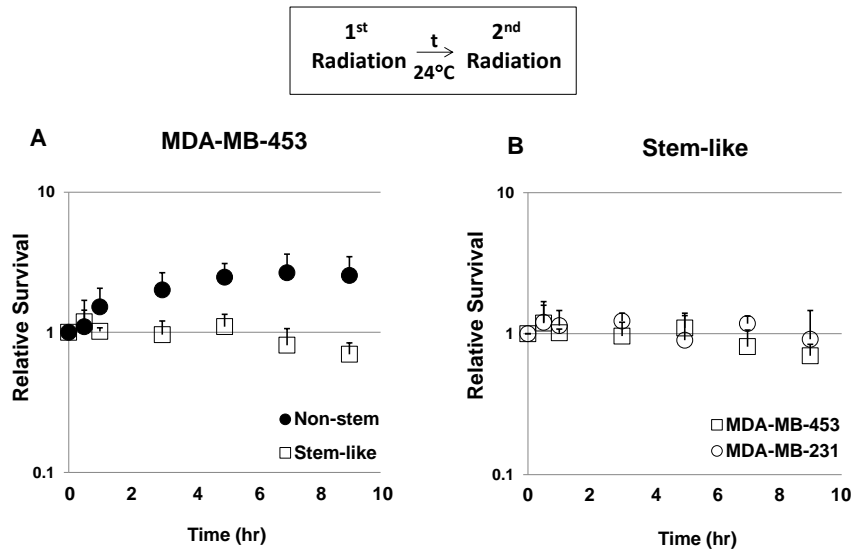 1st t 2nd
Radiation → Radiation
24°C
A MDA-MB-453
10
1
0.1
Relative Survival
Non-stem
Stem-like
0 2 4 6 8 10
Time (hr)
B Stem-like
10
1
0.1
Relative Survival
MDA-MB-453
MDA-MB-231
0 2 4 6 8 10
Time (hr)